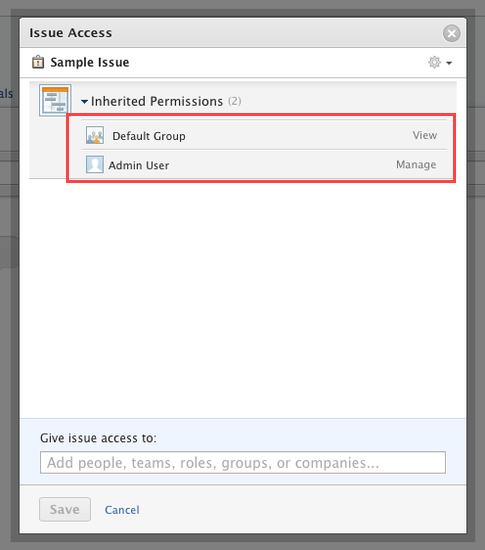 Issue Access
Sample Issue
als
Inherited Permissions (2)
Default Group View
Admin User Manage
Give issue access to:
Add people, teams, roles, groups, or companies...
Save Cancel